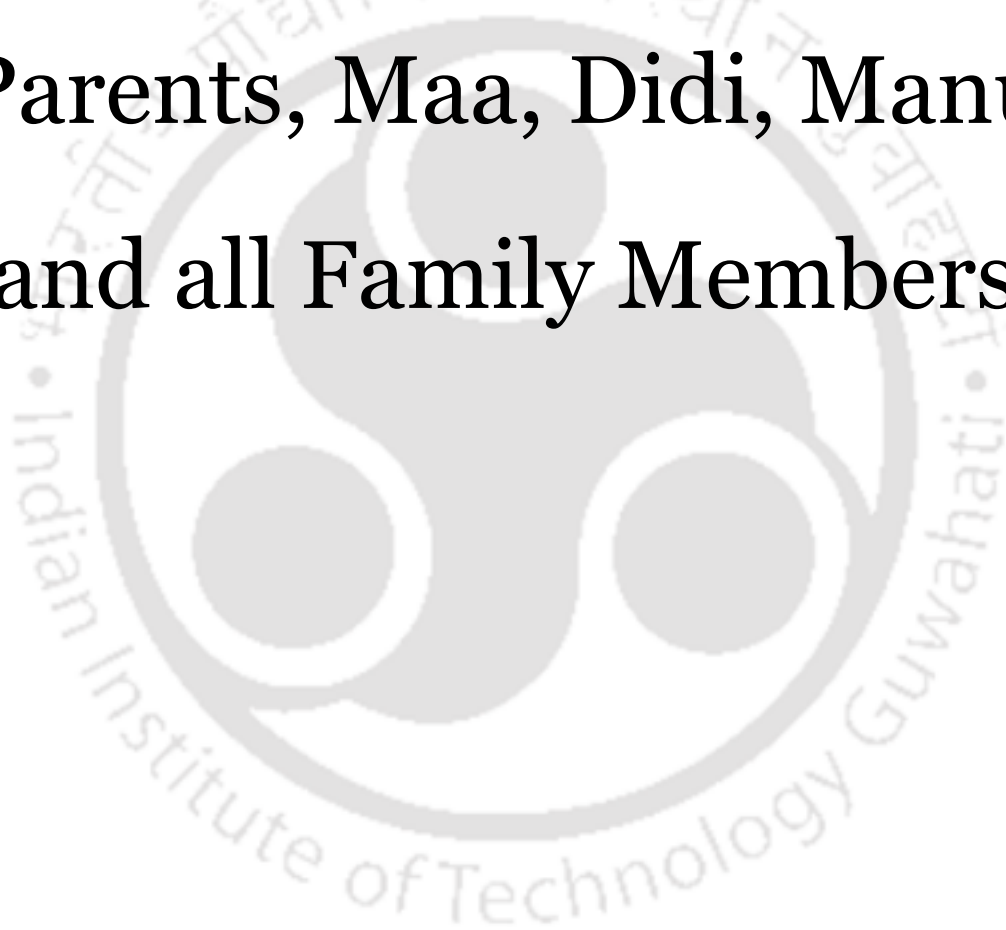 Parents, Maa, Didi, Manu
and all Family Members
• Indian Institute of Technology Guwahati •